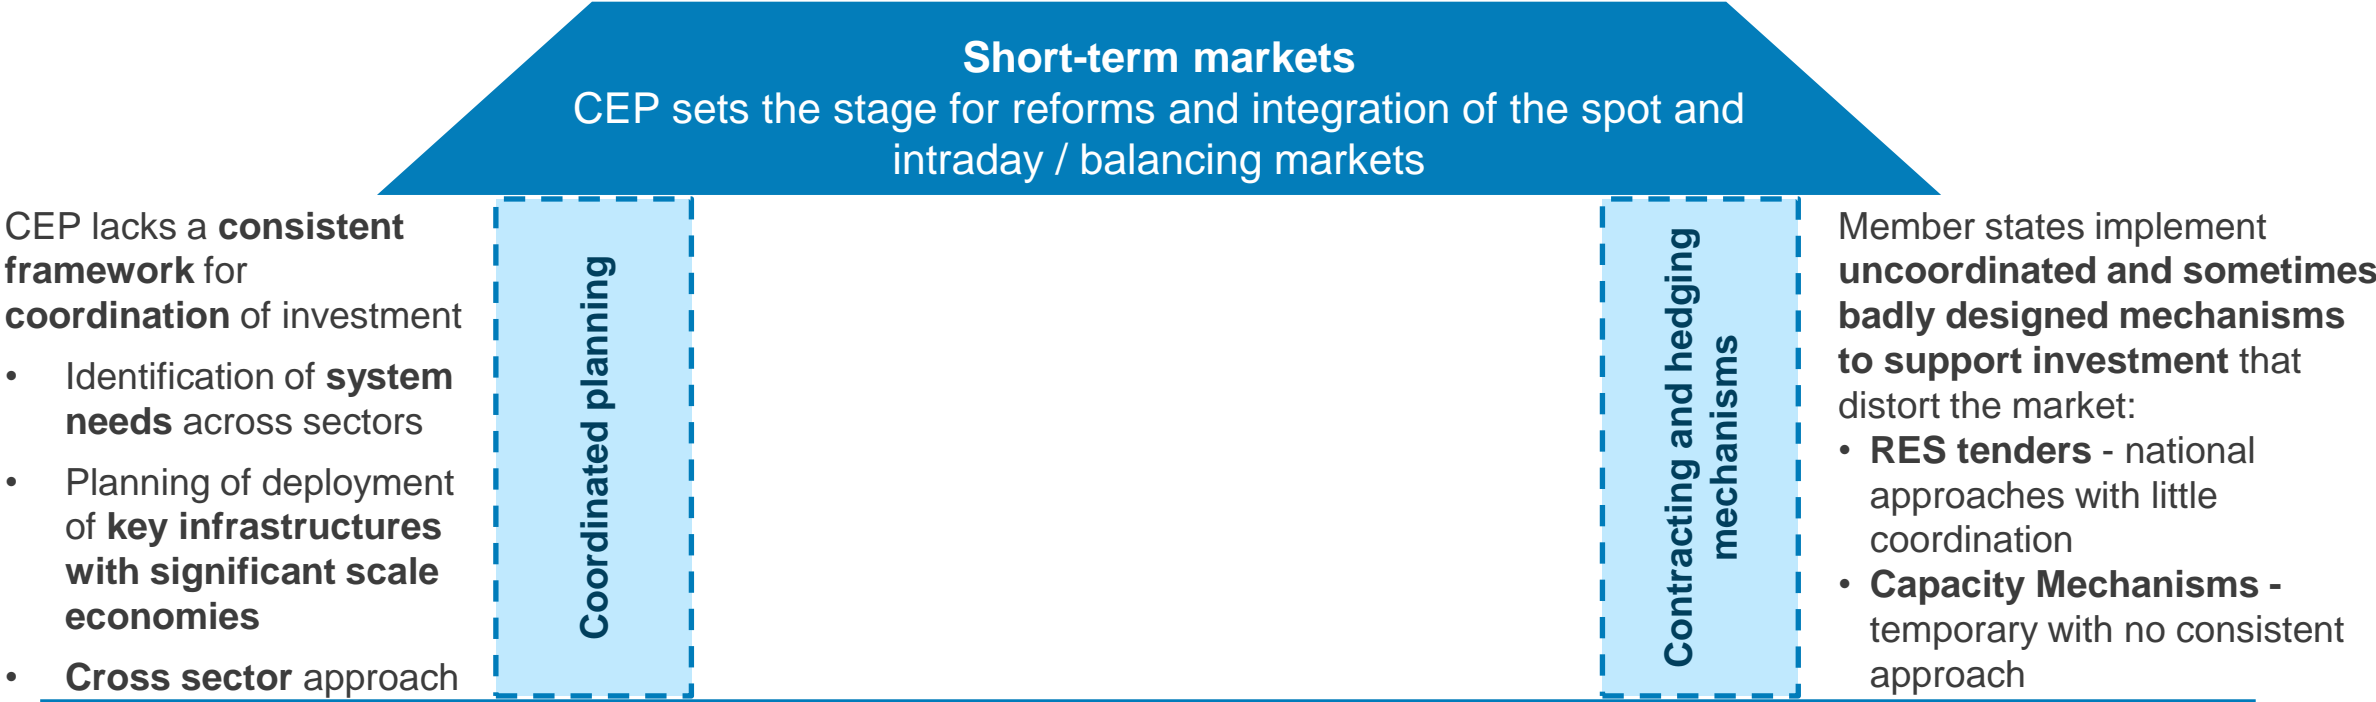 Short-term markets
CEP sets the stage for reforms and integration of the spot and
intraday / balancing markets
CEP lacks a consistent
framework for
coordination of investment
• Identification of system
needs across sectors
• Planning of deployment
of key infrastructures
with significant scale
economies
• Cross sector approach
Coordinated planning
Contracting and hedging
mechanisms
Member states implement
uncoordinated and sometimes
badly designed mechanisms
to support investment that
distort the market:
• RES tenders - national
approaches with little
coordination
• Capacity Mechanisms -
temporary with no consistent
approach